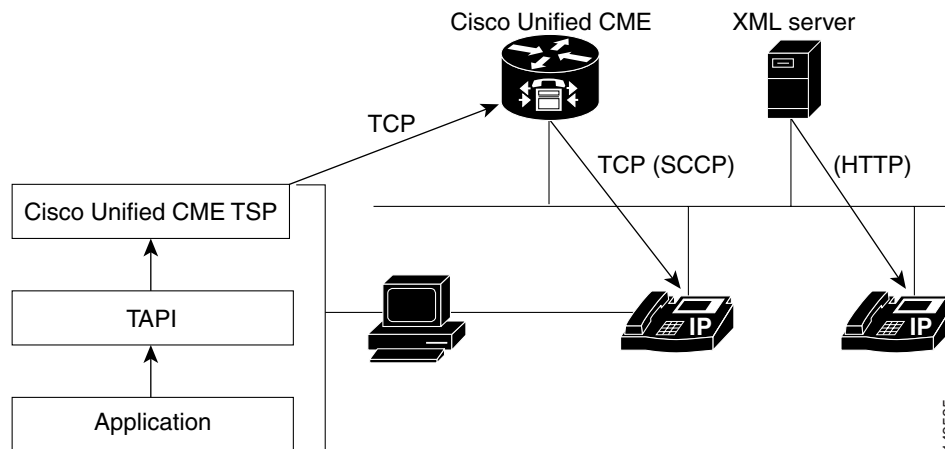 Cisco Unified CME
XML server
TCP
TCP (SCCP)
(HTTP)
Cisco Unified CME TSP
TAPI
IP
IP
Application